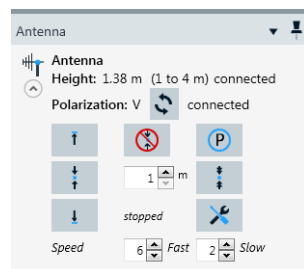 Antenna
Antenna
Height: 1.38 m (1 to 4 m) connected
Polarization: V connected
P
1 m
stopped
Speed 6 Fast 2 Slow